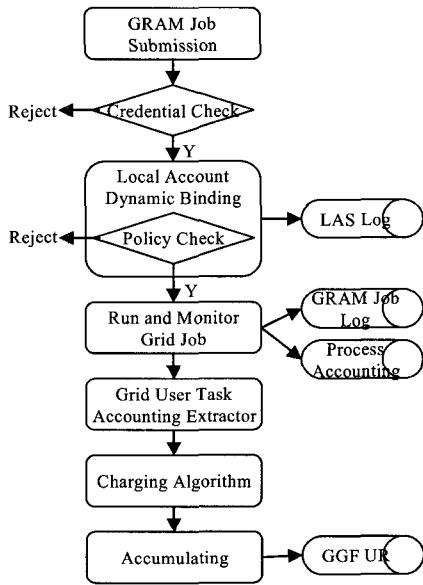 GRAM Job
Submission
Reject
Credential Check
Y
Local Account
Dynamic Binding
LAS Log
Reject
Policy Check
Y
GRAM Job
Log
Run and Monitor
Grid Job
Process
Accounting
Grid User Task
Accounting Extractor
Charging Algorithm
Accumulating
GGF UR